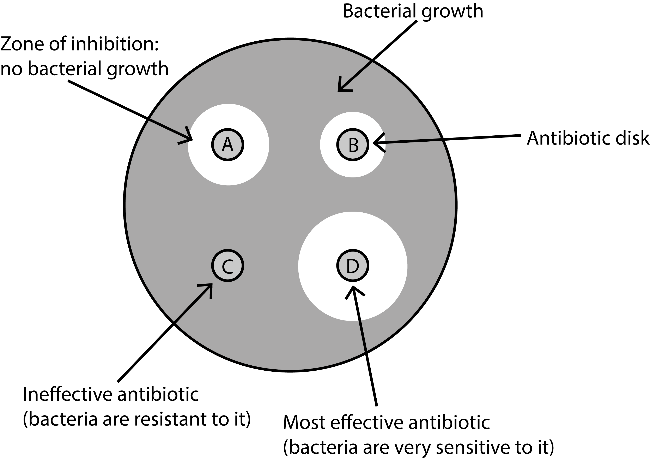 Bacterial growth
Zone of inhibition:
no bacterial growth
A
B
Antibiotic disk
C
D
Ineffective antibiotic
(bacteria are resistant to it)
Most effective antibiotic
(bacteria are very sensitive to it)